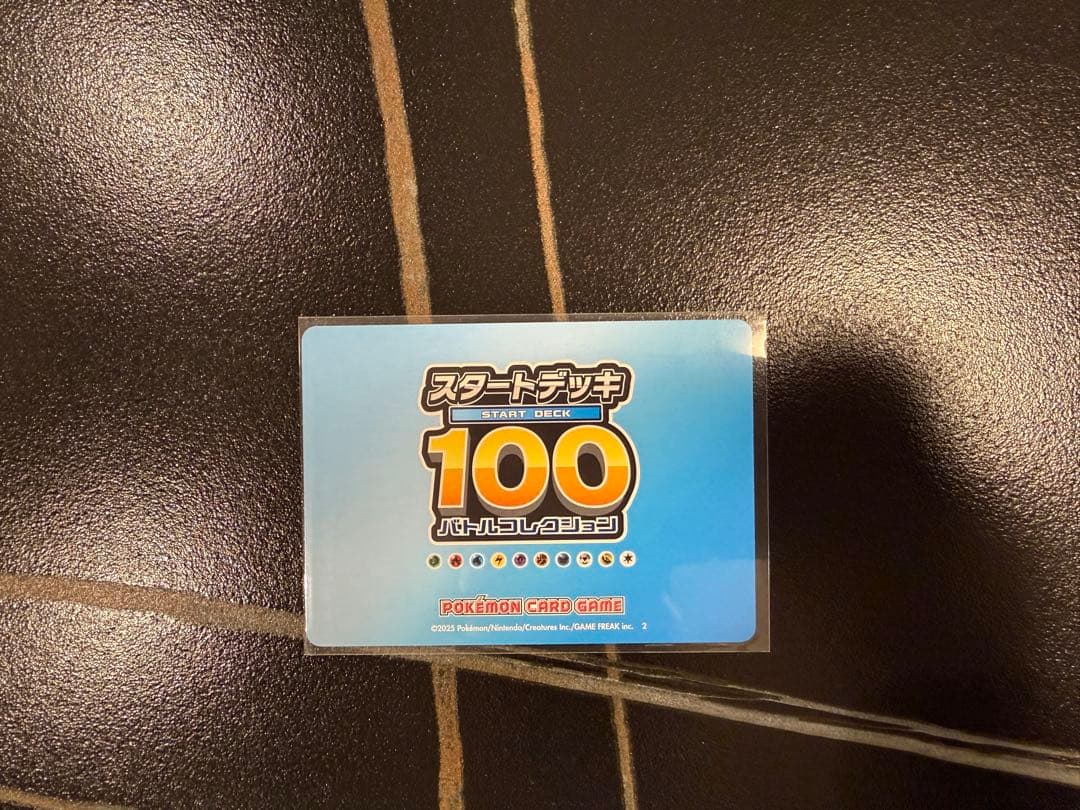 スタートデッキ
START DECK
100
バトルコレクション
POKÉMON CARD GAME
©2025 Pokémon/Nintendo/Creatures Inc./GAME FREAK inc. 2